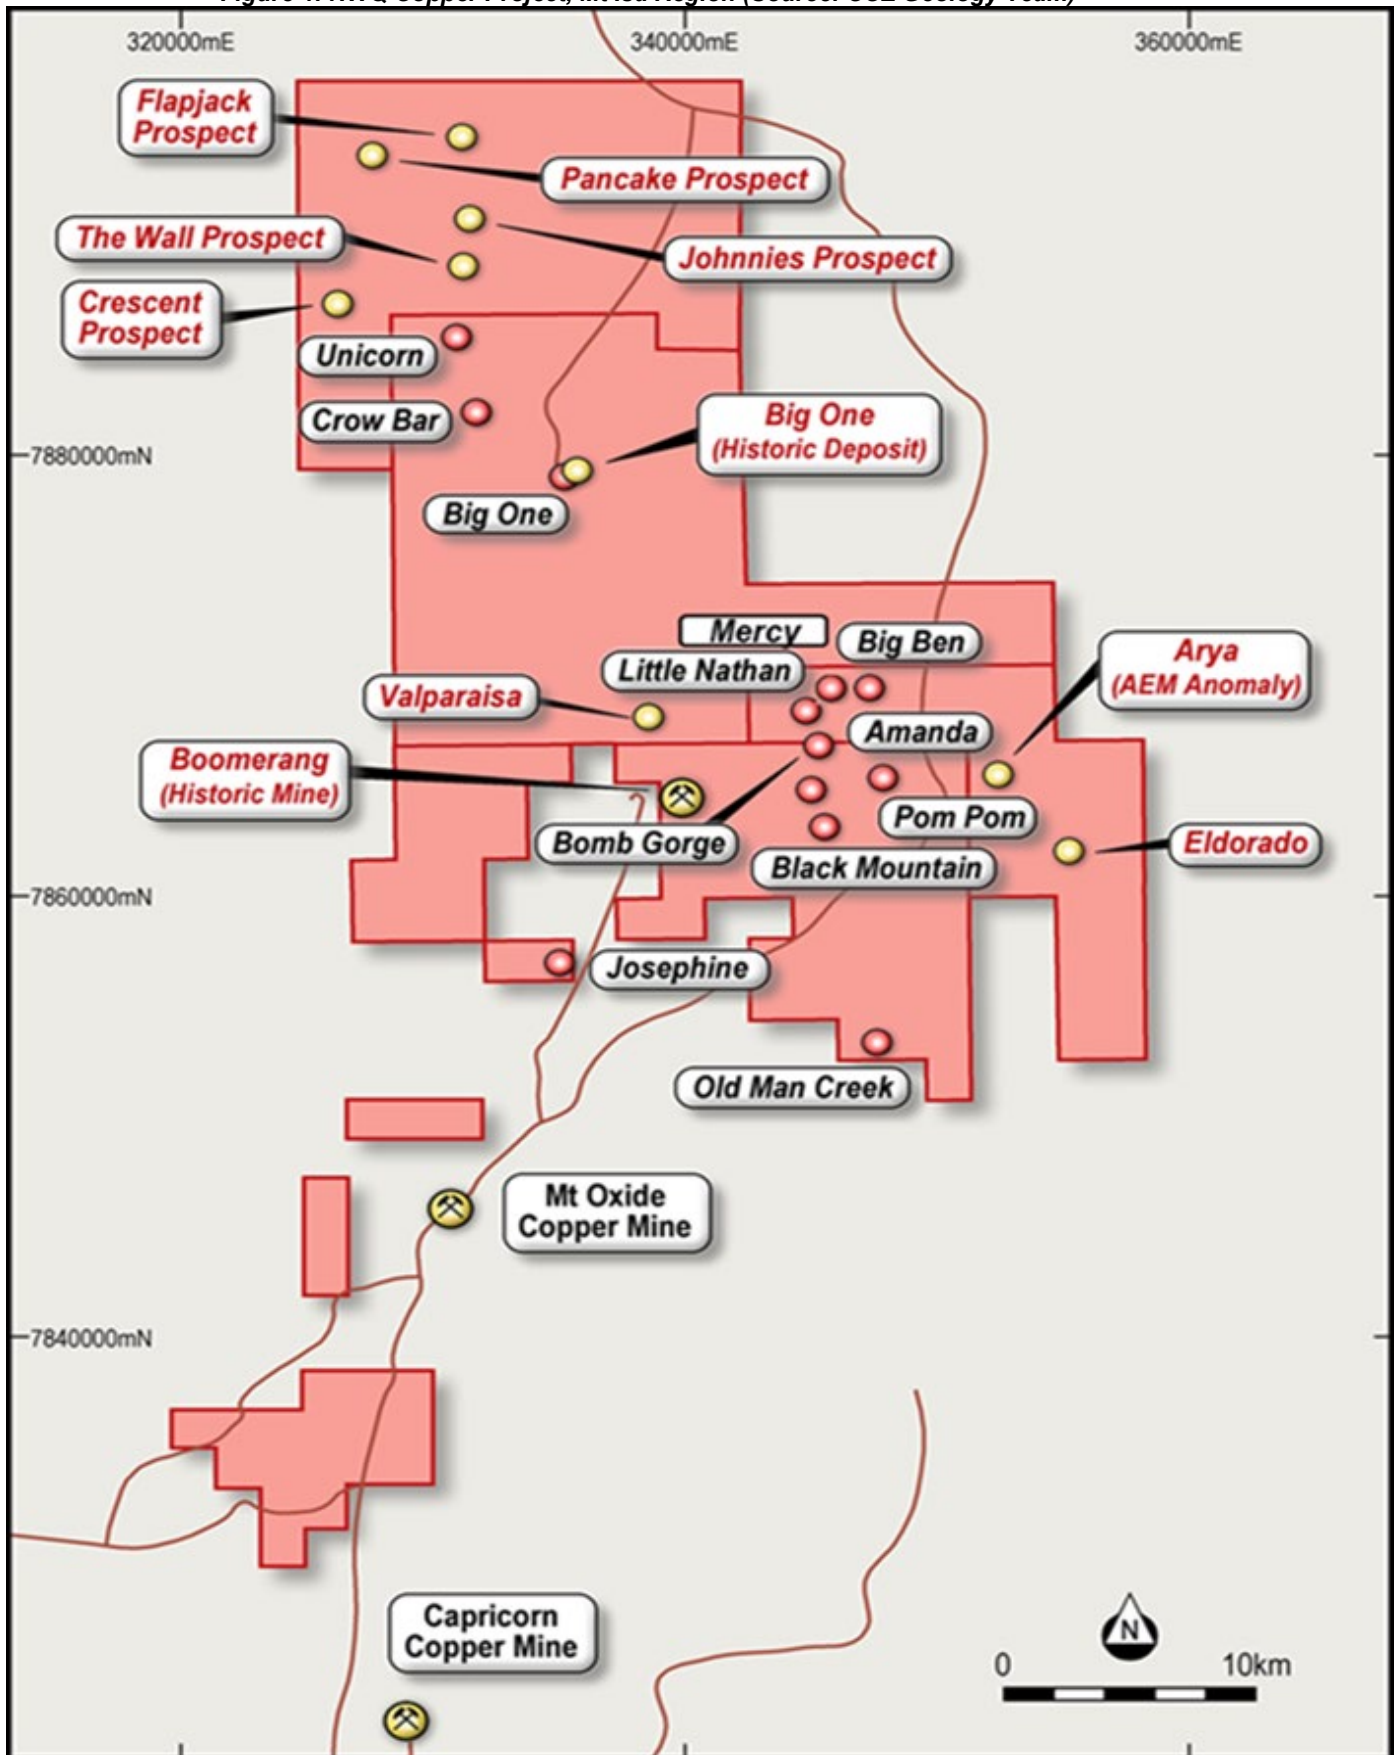 320000mE
340000mE
360000mE
Flapjack
Prospect
Pancake Prospect
The Wall Prospect
Johnnies Prospect
Crescent
Prospect
Unicorn
Crow Bar
Big One
(Historic Deposit)
7880000mN
Big One
Mercy
Big Ben
Little Nathan
Arya
(AEM Anomaly)
Valparaisa
Amanda
Boomerang
(Historic Mine)
Pom Pom
Bomb Gorge
Eldorado
Black Mountain
7860000mN
Josephine
Old Man Creek
Mt Oxide
Copper Mine
7840000mN
Capricorn
Copper Mine
N
0
10km